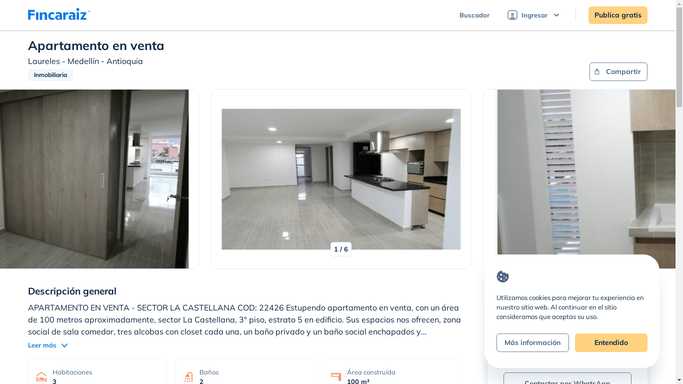 Fincaraiz
Buscador
Ingresar
Publica gratis
Apartamento en venta
Laureles - Medellín - Antioquia
Inmobiliaria
Compartir
1 / 6
Descripción general
APARTAMENTO EN VENTA - SECTOR LA CASTELLANA COD: 22426 Estupendo apartamento en venta, con un área
de 100 metros aproximadamente, sector La Castellana, 3° piso, estrato 5 en edificio. Sus espacios nos ofrecen, zona
social de sala comedor, tres alcobas con closet cada una, un baño privado y un baño social enchapados y...
Leer más
Habitaciones
3
Baños
2
Área construida
100 m²
Utilizamos cookies para mejorar tu experiencia en
nuestro sitio web. Al continuar en el sitio
consideramos que aceptas su uso.
Más información
Entendido
Contactar por WhatsApp